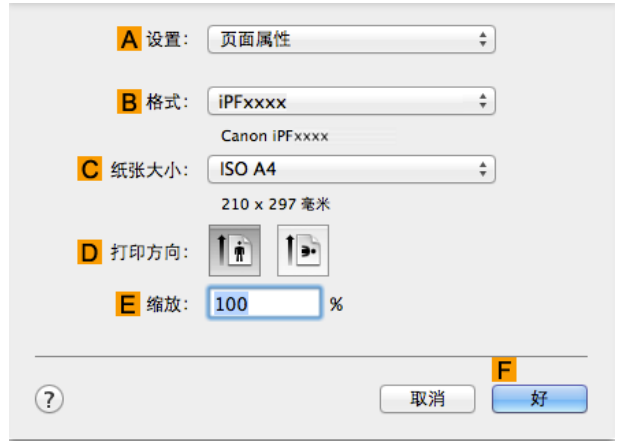 A 设置: 页面属性
B 格式: iPFxxxx
Canon iPFxxxx
C 纸张大小: ISO A4
210 x 297 毫米
D 打印方向:
E 缩放: 100 %
F
? 取消 好